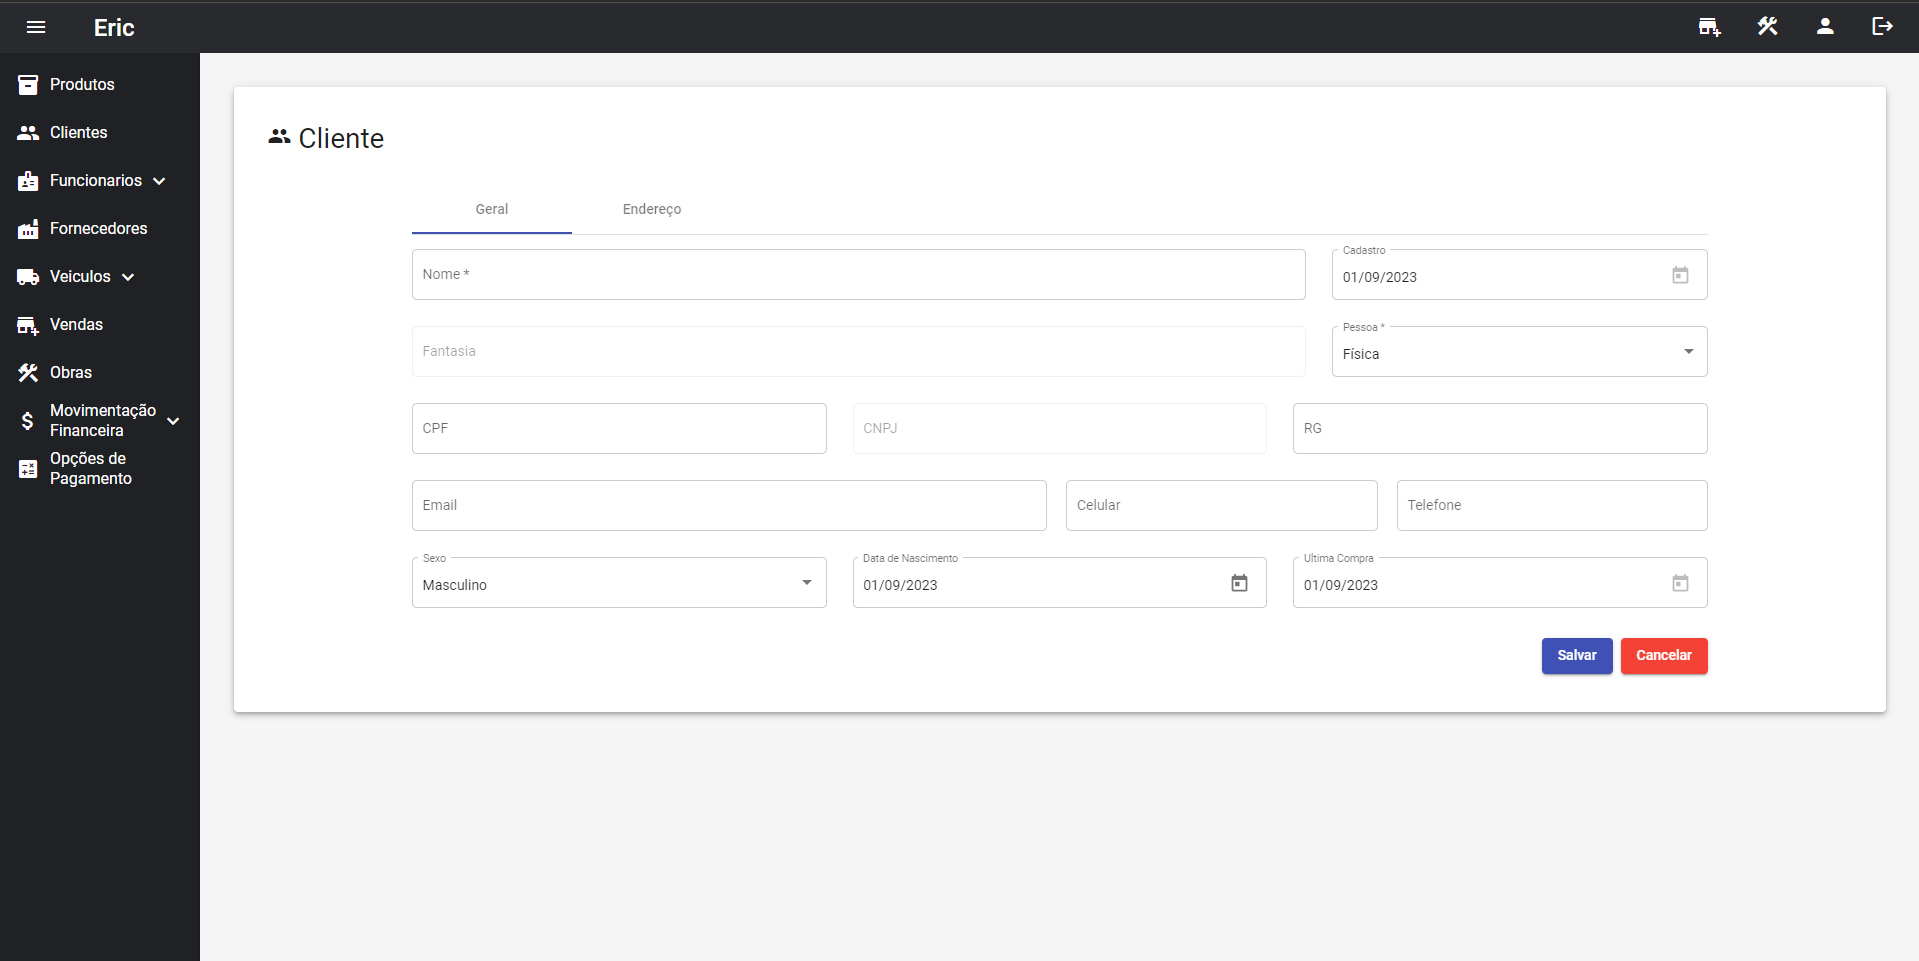 Eric
Produtos
Clientes
Funcionarios
Fornecedores
Veiculos
Vendas
Obras
Movimentação
Financeira
Opções de
Pagamento
Cliente
Geral Endereço
Nome * Cadastro 01/09/2023
Fantasia Pessoa * Física
CPF CNPJ RG
Email Celular Telefone
Sexo Masculino Data de Nascimento 01/09/2023 Ultima Compra 01/09/2023
Salvar Cancelar